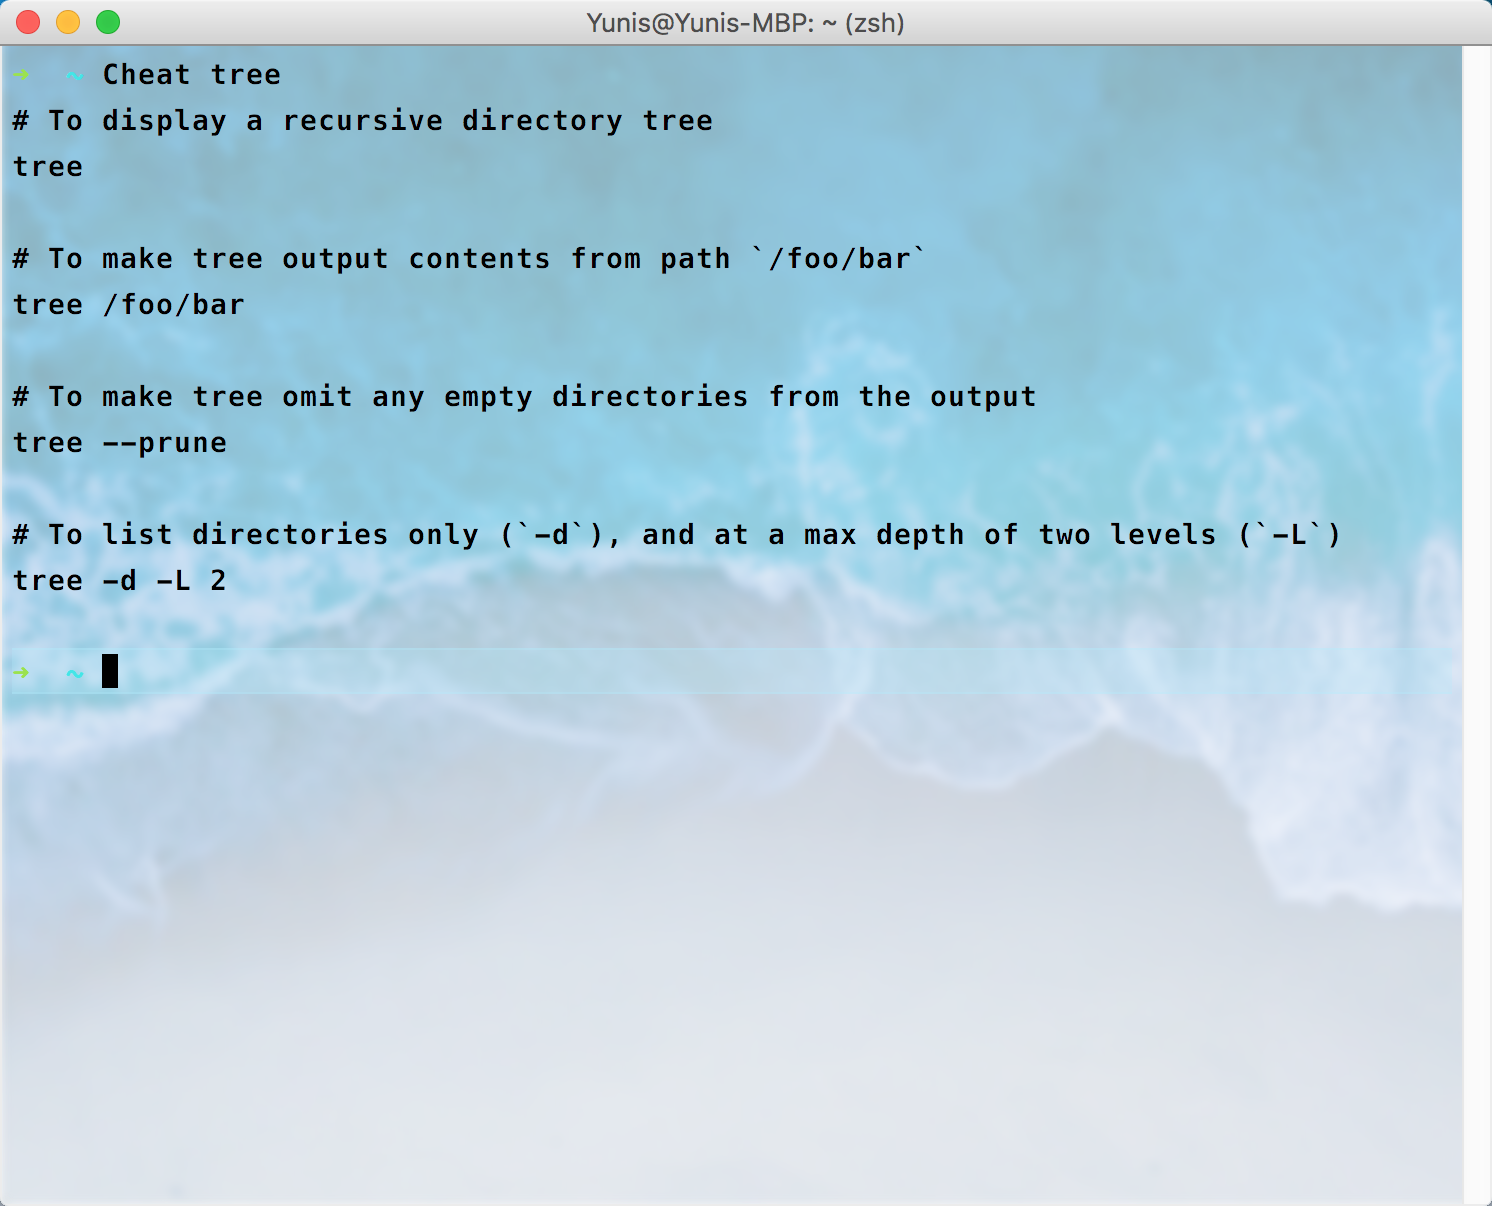 Yunis@Yunis-MBP: ~ (zsh)
➜ ~ Cheat tree
# To display a recursive directory tree
tree
# To make tree output contents from path `/foo/bar`
tree /foo/bar
# To make tree omit any empty directories from the output
tree --prune
# To list directories only (`-d`), and at a max depth of two levels (`-L`)
tree -d -L 2
➜ ~